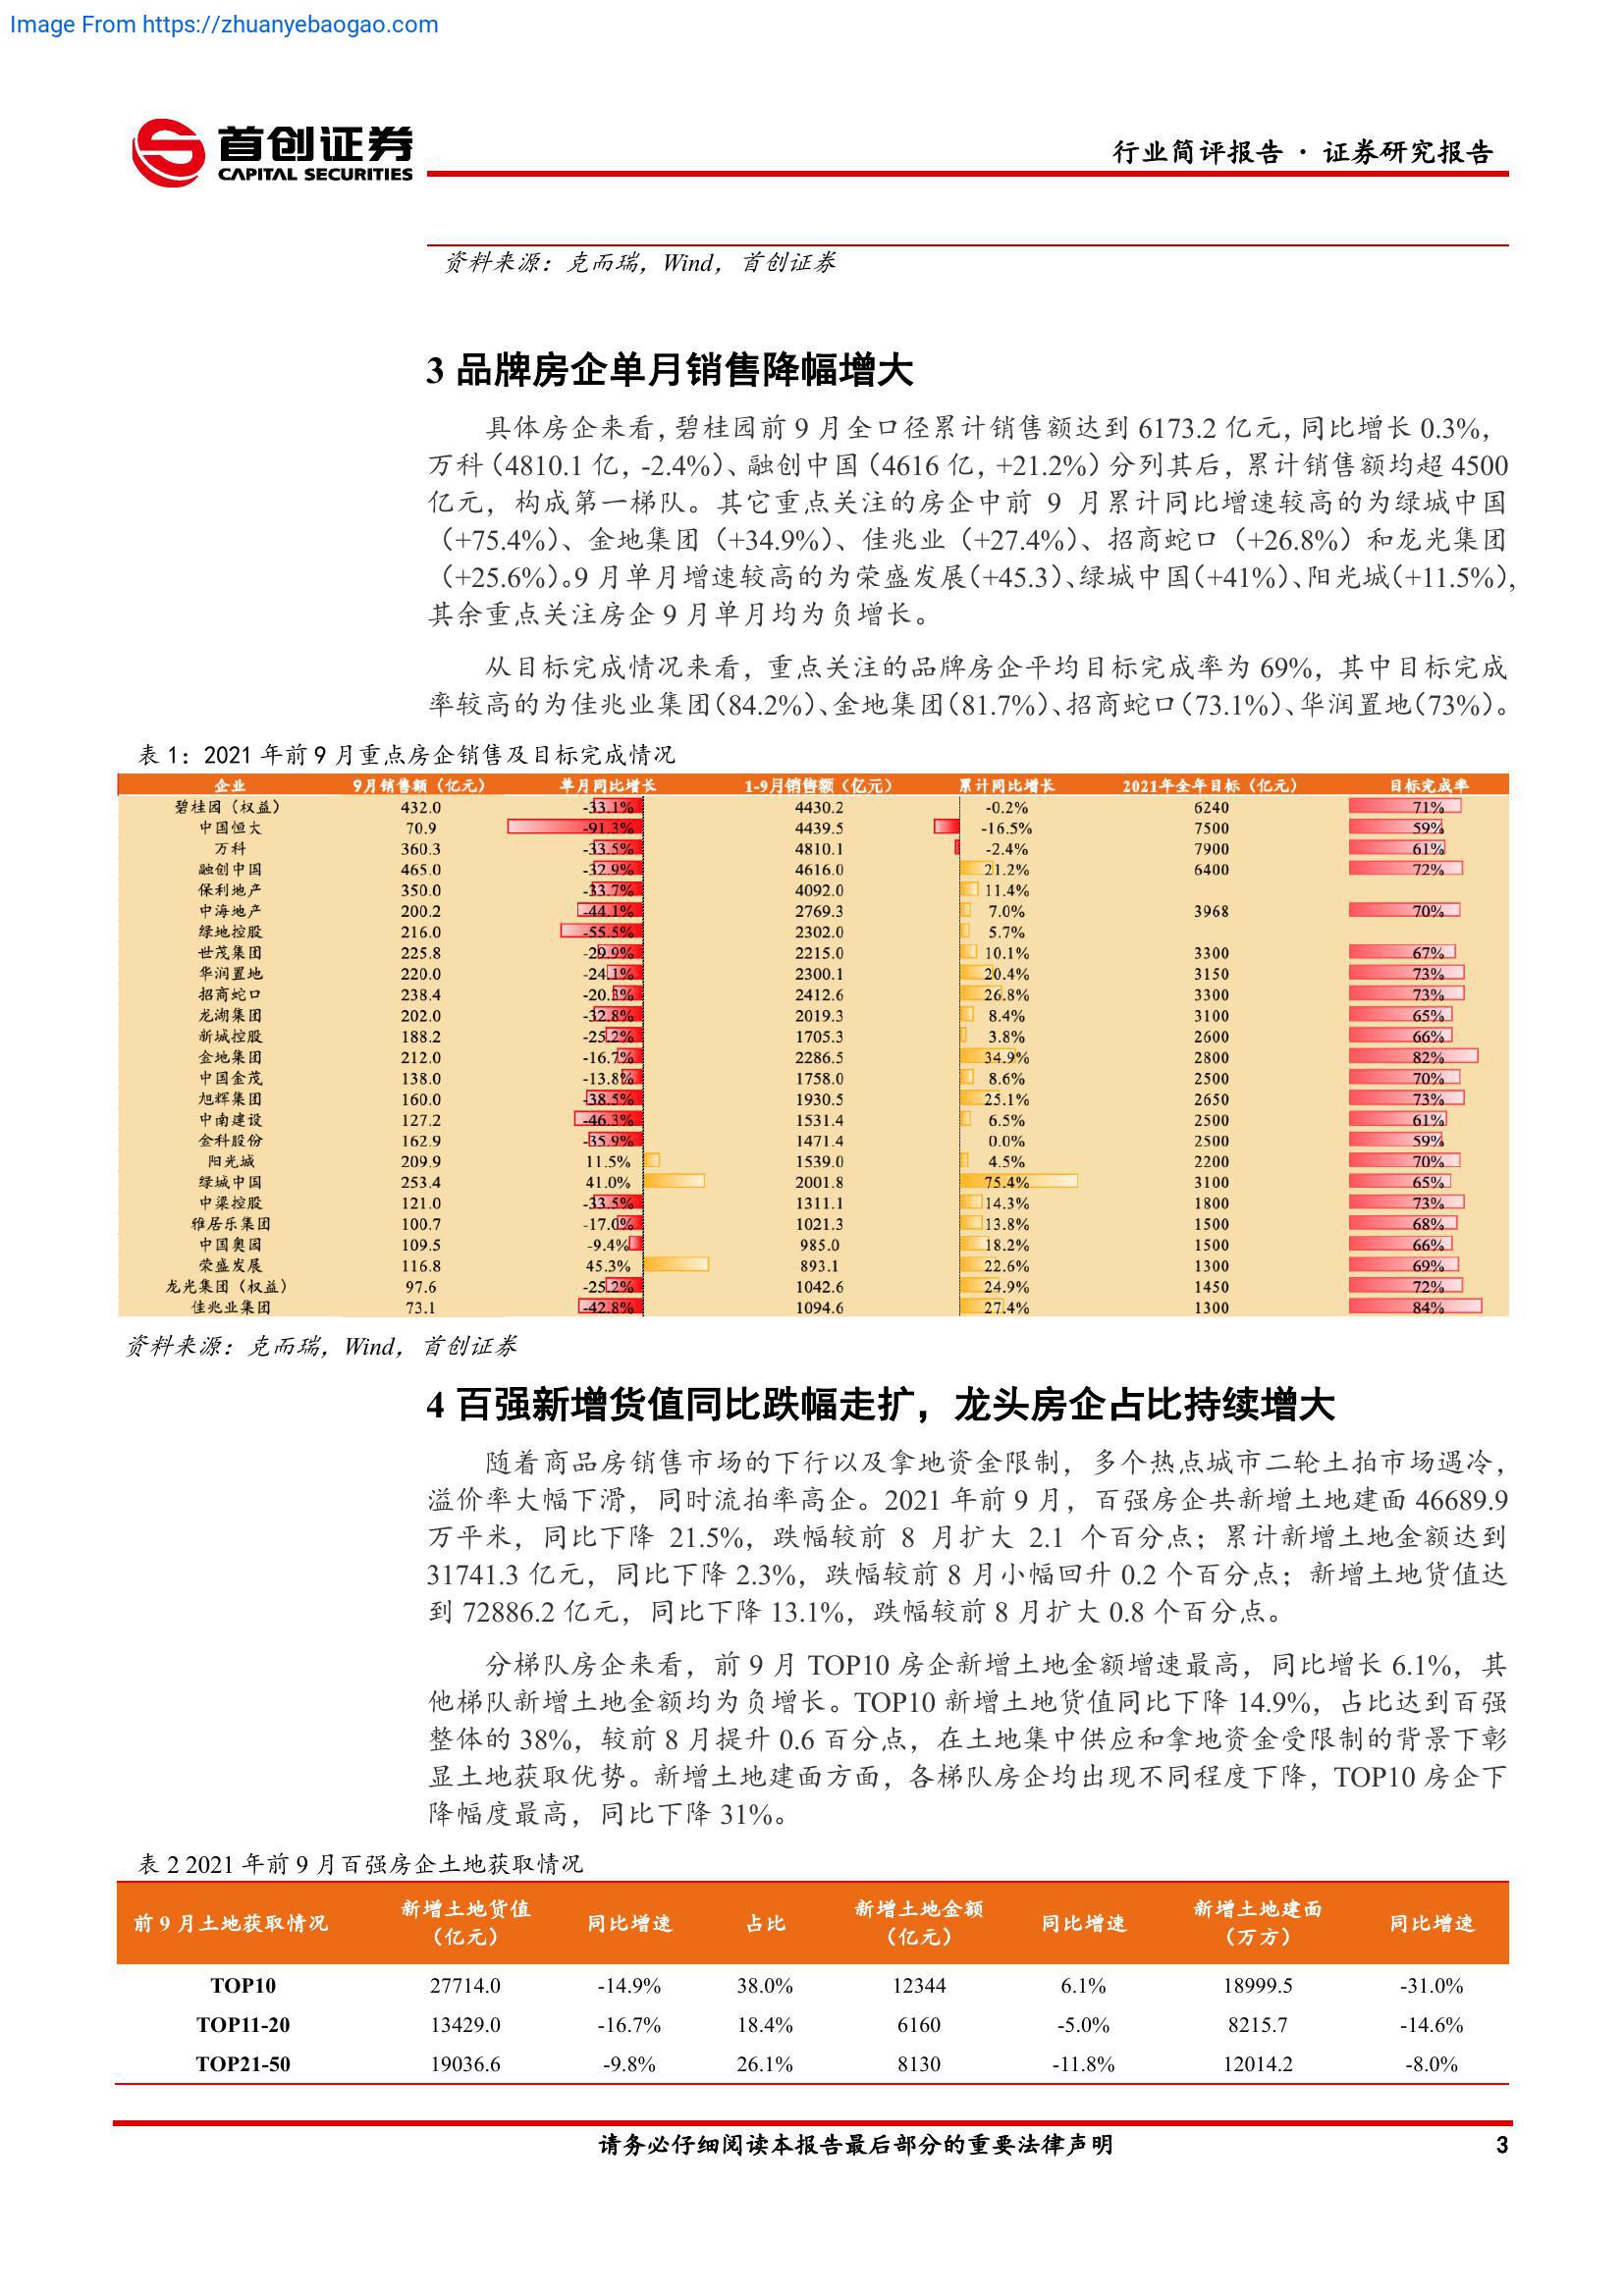 Image From https://zhuanyebaogao.com
首创证券
CAPITAL SECURITIES
行业简评报告 · 证券研究报告
资料来源：克而瑞，Wind，首创证券
3 品牌房企单月销售降幅增大
具体房企来看，碧桂园前 9 月全口径累计销售额达到 6173.2 亿元，同比增长 0.3%，
万科（4810.1 亿，-2.4%）、融创中国（4616 亿，+21.2%）分列其后，累计销售额均超 4500
亿元，构成第一梯队。其它重点关注的房企中前 9 月累计同比增速较高的为绿城中国
（+75.4%）、金地集团（+34.9%）、佳兆业（+27.4%）、招商蛇口（+26.8%）和龙光集团
（+25.6%）。9 月单月增速较高的为荣盛发展（+45.3）、绿城中国（+41%）、阳光城（+11.5%），
其余重点关注房企 9 月单月均为负增长。
从目标完成情况来看，重点关注的品牌房企平均目标完成率为 69%，其中目标完成
率较高的为佳兆业集团（84.2%）、金地集团（81.7%）、招商蛇口（73.1%）、华润置地（73%）。
表 1：2021 年前 9 月重点房企销售及目标完成情况
企业 9月销售额（亿元） 单月同比增长 1-9月销售额（亿元） 累计同比增长 2021年全年目标（亿元） 目标完成率
碧桂园（权益） 432.0 -33.1% 4430.2 -0.2% 6240 71%
中国恒大 70.9 -91.3% 4439.5 -16.5% 7500 59%
万科 360.3 -33.5% 4810.1 -2.4% 7900 61%
融创中国 465.0 -32.9% 4616.0 21.2% 6400 72%
保利地产 350.0 -33.7% 4092.0 11.4%
中海地产 200.2 -44.1% 2769.3 7.0% 3968 70%
绿地控股 216.0 -55.5% 2302.0 5.7%
世茂集团 225.8 -29.9% 2215.0 10.1% 3300 67%
华润置地 220.0 -24.1% 2300.1 20.4% 3150 73%
招商蛇口 238.4 -20.3% 2412.6 26.8% 3300 73%
龙湖集团 202.0 -32.8% 2019.3 8.4% 3100 65%
新城控股 188.2 -25.2% 1705.3 3.8% 2600 66%
金地集团 212.0 -16.7% 2286.5 34.9% 2800 82%
中国金茂 138.0 -13.8% 1758.0 8.6% 2500 70%
旭辉集团 160.0 -38.5% 1930.5 25.1% 2650 73%
中南建设 127.2 -46.3% 1531.4 6.5% 2500 61%
金科股份 162.9 -35.9% 1471.4 0.0% 2500 59%
阳光城 209.9 11.5% 1539.0 4.5% 2200 70%
绿城中国 253.4 41.0% 2001.8 75.4% 3100 65%
中梁控股 121.0 -33.5% 1311.1 14.3% 1800 73%
雅居乐集团 100.7 -17.0% 1021.3 13.8% 1500 68%
中国奥园 109.5 -9.4% 985.0 18.2% 1500 66%
荣盛发展 116.8 45.3% 893.1 22.6% 1300 69%
龙光集团（权益） 97.6 -25.2% 1042.6 24.9% 1450 72%
佳兆业集团 73.1 -42.8% 1094.6 27.4% 1300 84%
资料来源：克而瑞，Wind，首创证券
4 百强新增货值同比跌幅走扩，龙头房企占比持续增大
随着商品房销售市场的下行以及拿地资金限制，多个热点城市二轮土拍市场遇冷，
溢价率大幅下滑，同时流拍率高企。2021 年前 9 月，百强房企共新增土地建面 46689.9
万平米，同比下降 21.5%，跌幅较前 8 月扩大 2.1 个百分点；累计新增土地金额达到
31741.3 亿元，同比下降 2.3%，跌幅较前 8 月小幅回升 0.2 个百分点；新增土地货值达
到 72886.2 亿元，同比下降 13.1%，跌幅较前 8 月扩大 0.8 个百分点。
分梯队房企来看，前 9 月 TOP10 房企新增土地金额增速最高，同比增长 6.1%，其
他梯队新增土地金额均为负增长。TOP10 新增土地货值同比下降 14.9%，占比达到百强
整体的 38%，较前 8 月提升 0.6 百分点，在土地集中供应和拿地资金受限制的背景下彰
显土地获取优势。新增土地建面方面，各梯队房企均出现不同程度下降，TOP10 房企下
降幅度最高，同比下降 31%。
表 2 2021 年前 9 月百强房企土地获取情况
前 9 月土地获取情况 新增土地货值（亿元） 同比增速 占比 新增土地金额（亿元） 同比增速 新增土地建面（万方） 同比增速
TOP10 27714.0 -14.9% 38.0% 12344 6.1% 18999.5 -31.0%
TOP11-20 13429.0 -16.7% 18.4% 6160 -5.0% 8215.7 -14.6%
TOP21-50 19036.6 -9.8% 26.1% 8130 -11.8% 12014.2 -8.0%
请务必仔细阅读本报告最后部分的重要法律声明 3